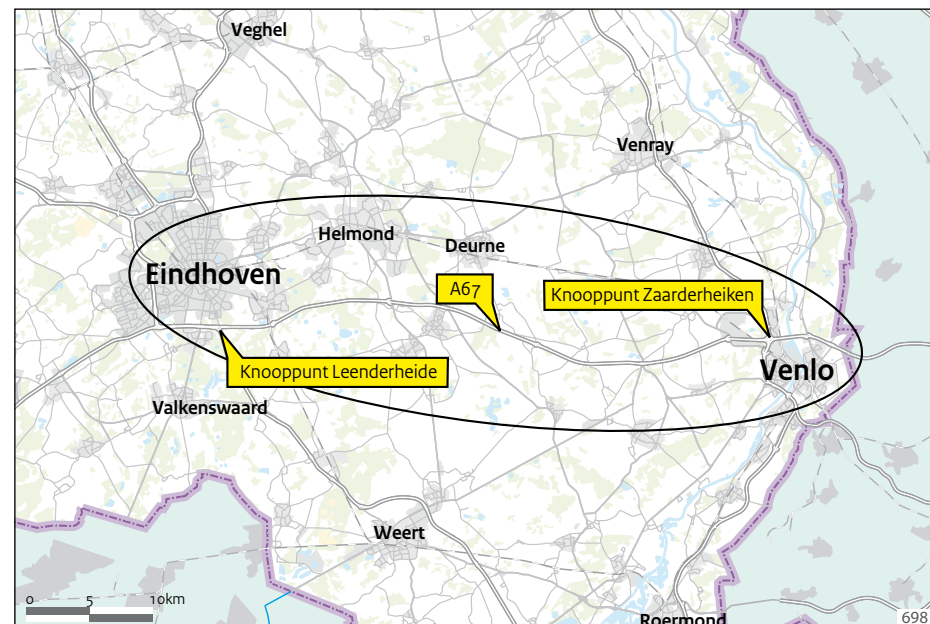 Veghel
Venray
Helmond
Deurne
Eindhoven
A67
Knooppunt Zaarderheiken
Knooppunt Leenderheide
Venlo
Valkenswaard
Weert
0 5 10km
Roermond
698